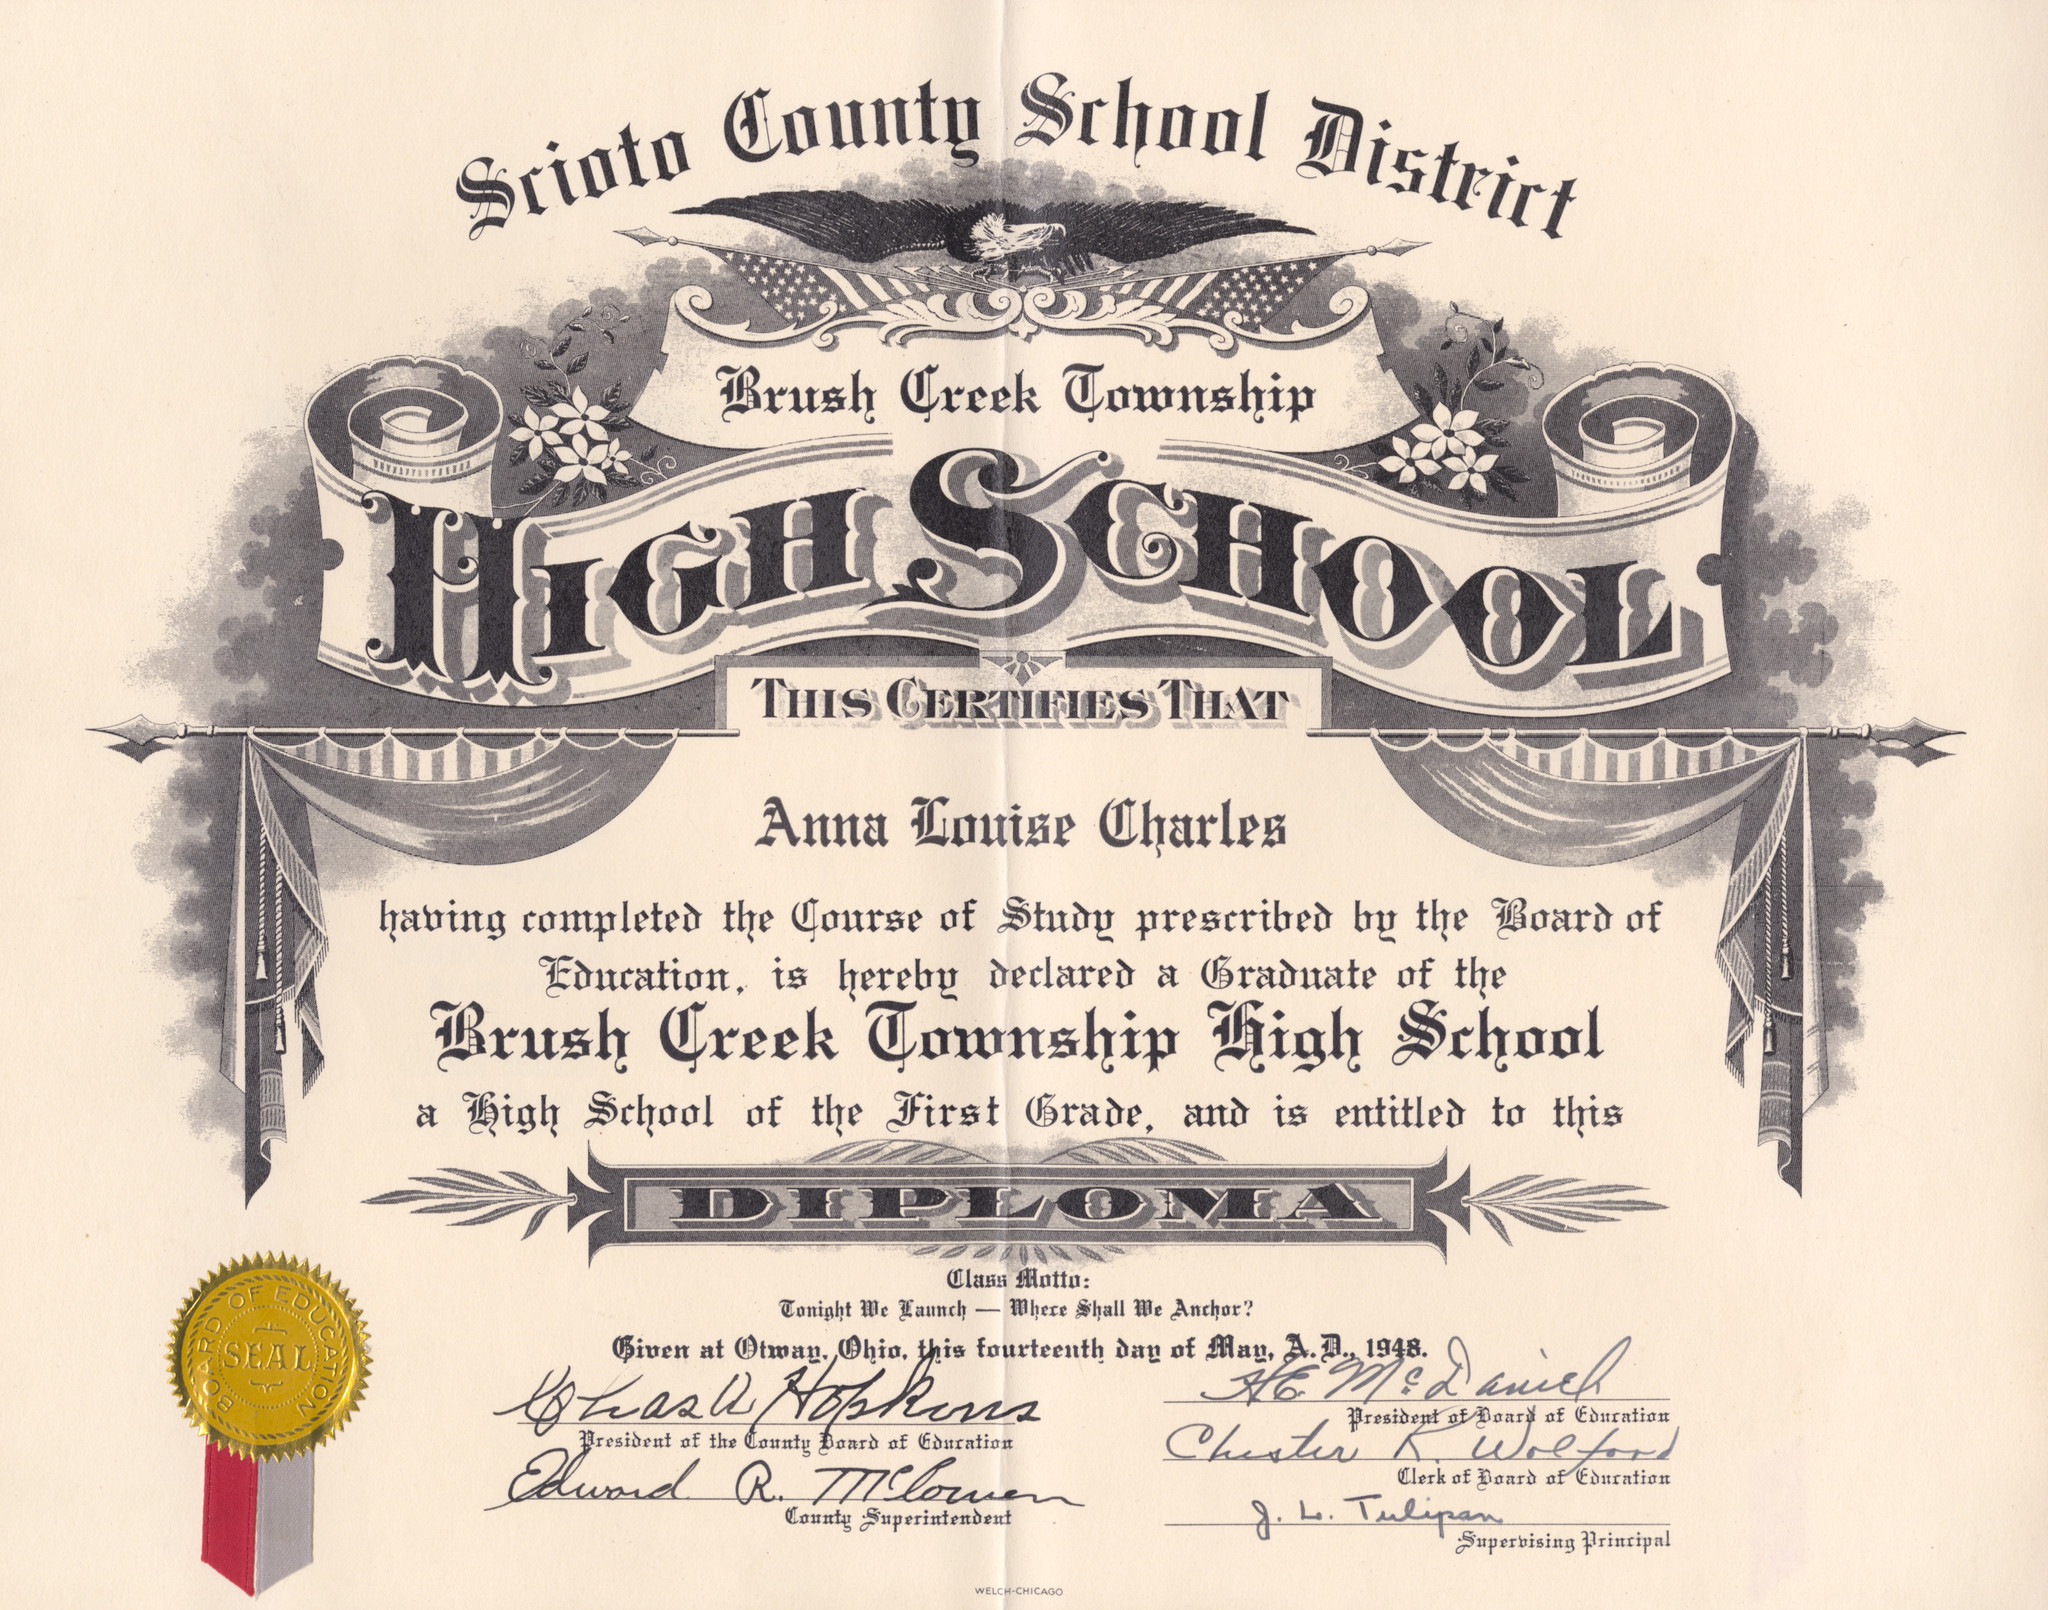 Scioto County School District
Brush Creek Township
HIGH SCHOOL
THIS CERTIFIES THAT
Anna Louise Charles
having completed the Course of Study prescribed by the Board of
Education, is hereby declared a Graduate of the
Brush Creek Township High School
a High School of the First Grade, and is entitled to this
DIPLOMA
Class Motto:
Tonight We Launch — Where Shall We Anchor?
Given at Otway, Ohio, this fourteenth day of May, A. D., 1948.
Chas A Hopkins
President of the County Board of Education
Edward R. McCowen
County Superintendent
H E. McDaniel
President of Board of Education
Chester K. Wolford
Clerk of Board of Education
J. L. Tulipan
Supervising Principal
BOARD OF EDUCATION
SEAL
WELCH-CHICAGO